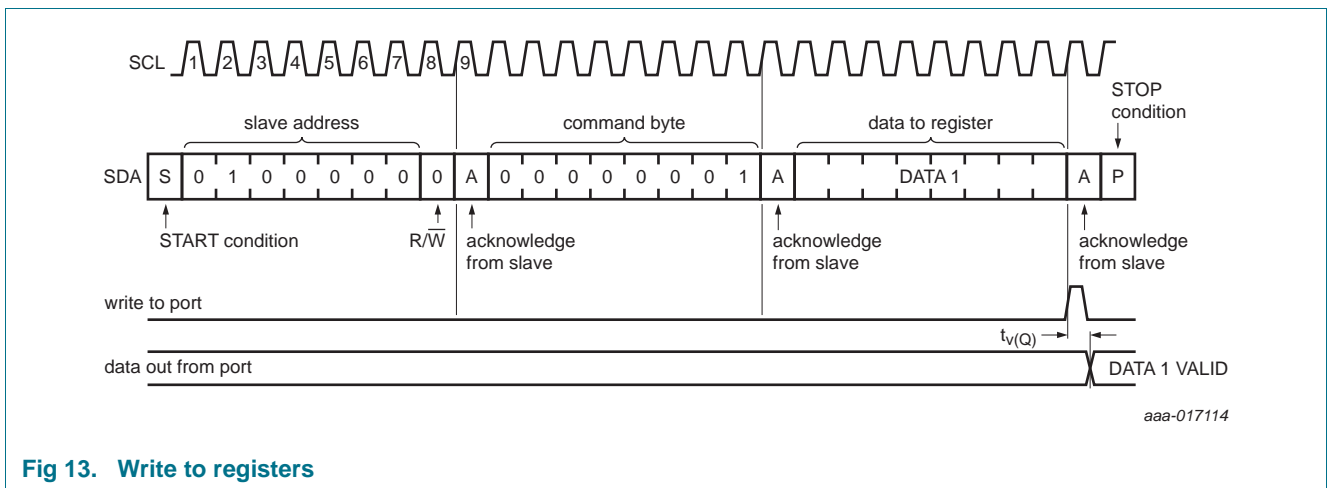 SCL 1 2 3 4 5 6 7 8 9
STOP
condition
slave address command byte data to register
SDA S 0 1 0 0 0 0 0 0 A 0 0 0 0 0 0 0 1 A DATA 1 A P
START condition R/W̅ acknowledge acknowledge acknowledge
from slave from slave from slave
write to port
tv(Q)
data out from port DATA 1 VALID
aaa-017114
Fig 13. Write to registers